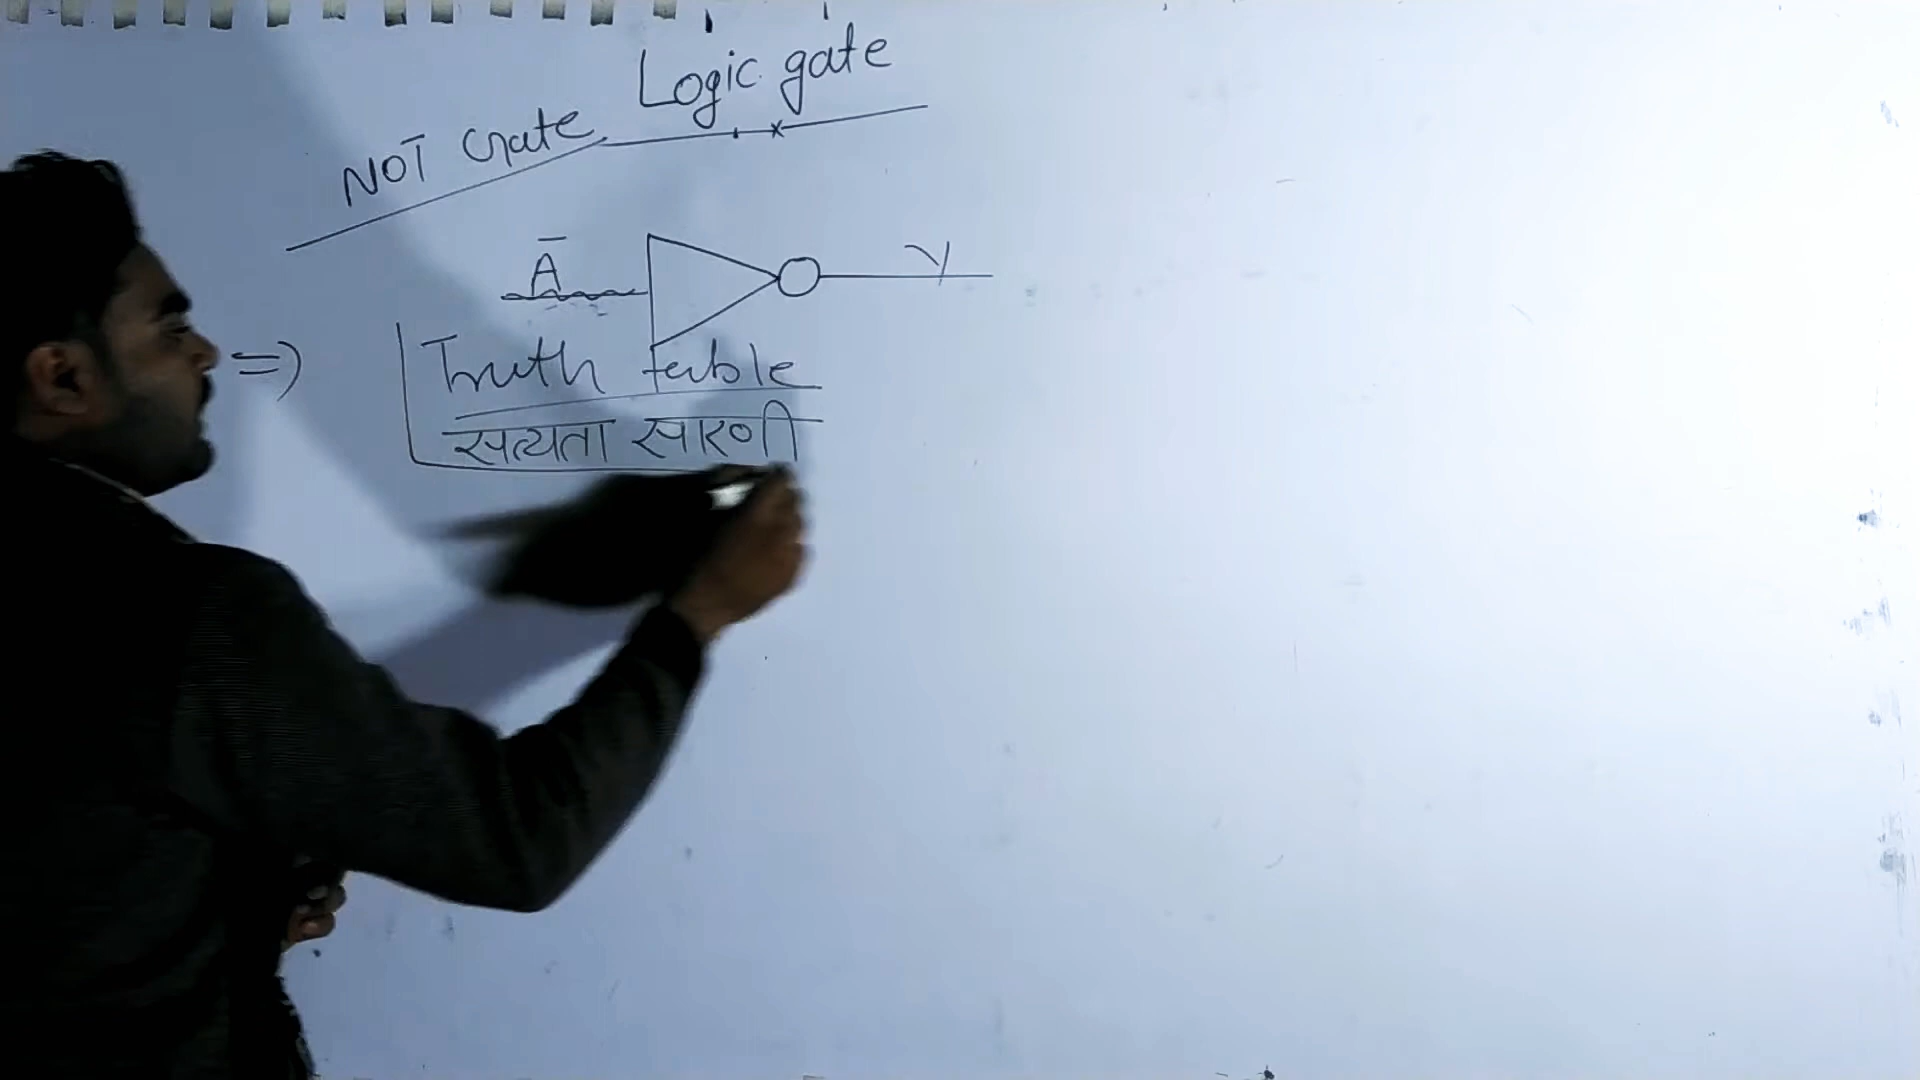 Logic gate
NOT Gate
Ā
y
=)
Truth table
सत्यता सारणी